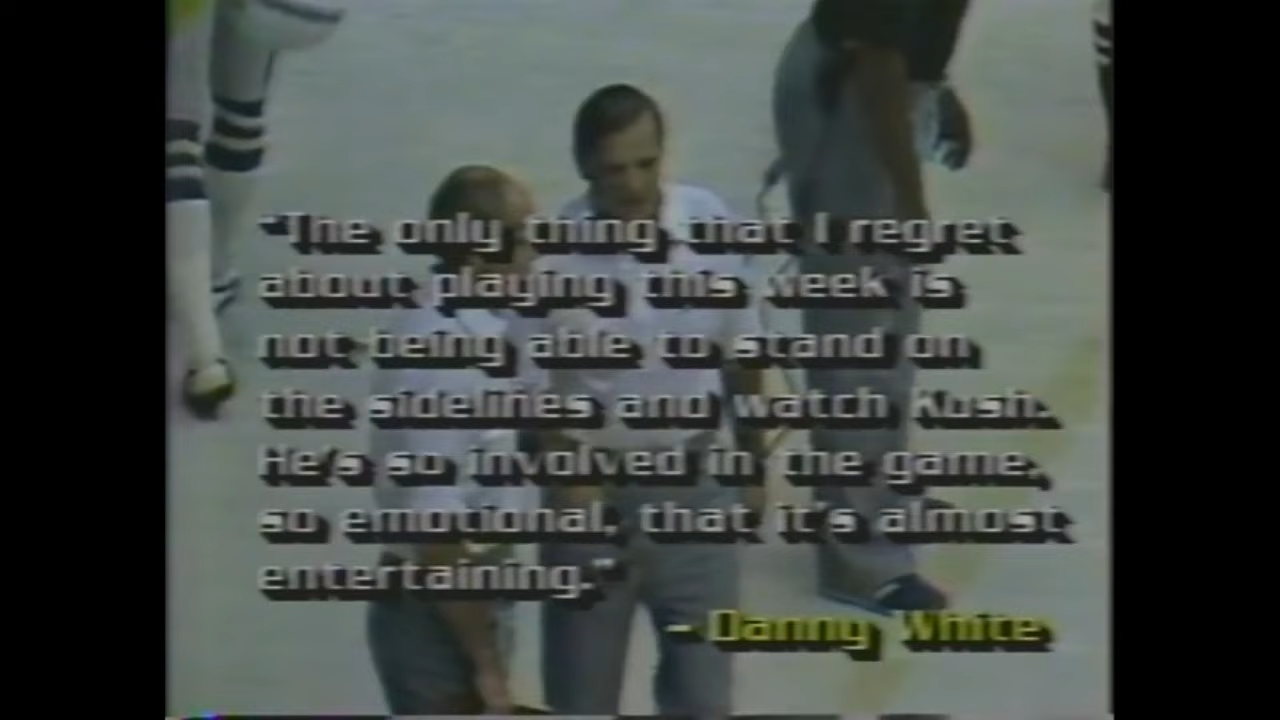 "The only thing that I regret
about playing this week is
not being able to stand on
the sidelines and watch Kush.
He's so involved in the game,
so emotional, that it's almost
entertaining."
- Danny White